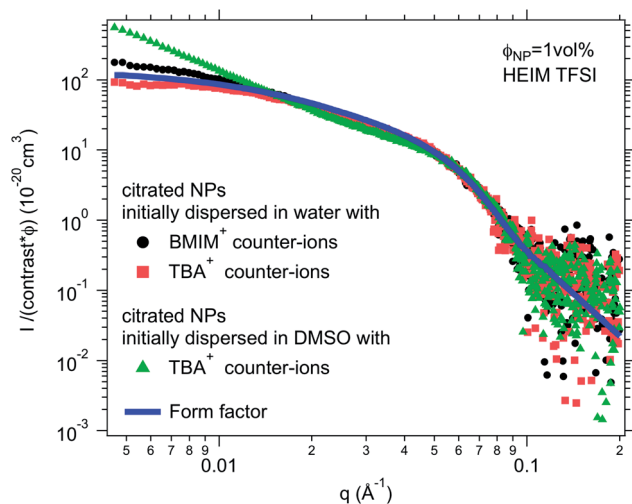 ϕNP=1vol%
HEIM TFSI
10²
10¹
10⁰
10⁻¹
10⁻²
10⁻³
I /(contrast*ϕ) (10⁻²⁰ cm³)
citrated NPs
initially dispersed in water with
BMIM⁺ counter-ions
TBA⁺ counter-ions
citrated NPs
initially dispersed in DMSO with
TBA⁺ counter-ions
Form factor
5 6 7 8 9 0.01 2 3 4 5 6 7 8 9 0.1 2
q (Å⁻¹)